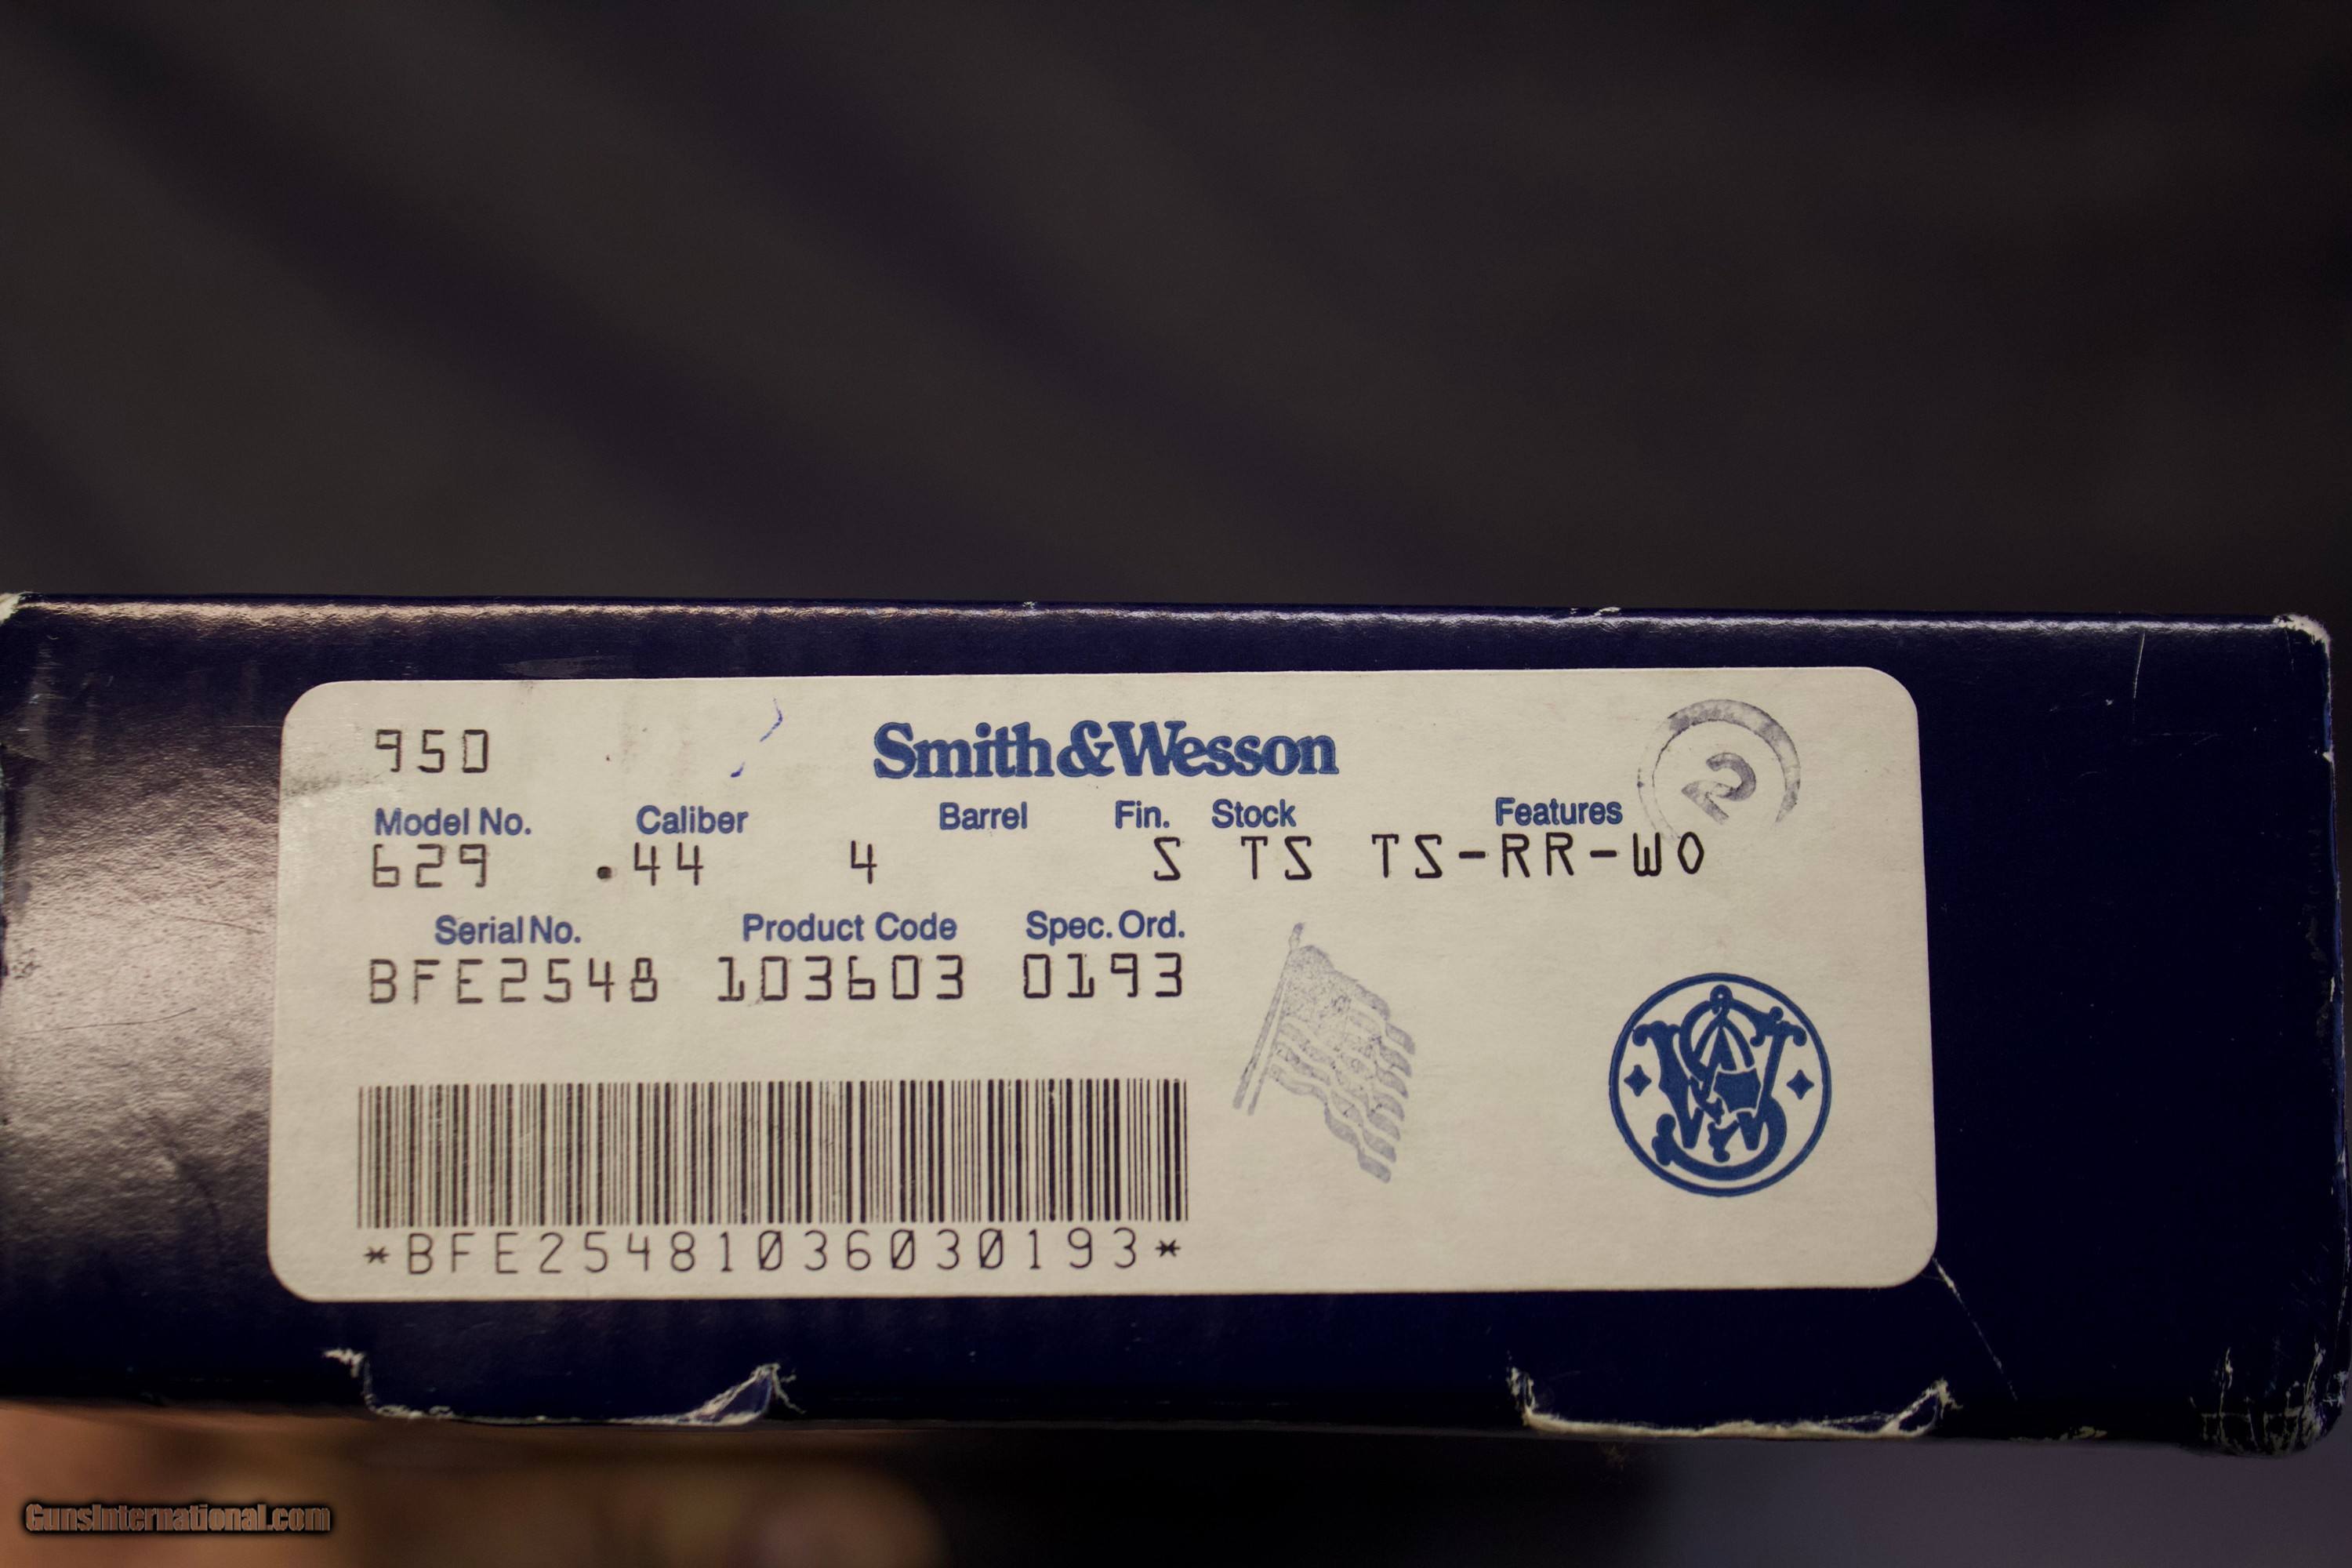 950
Smith&Wesson
2
Model No. Caliber Barrel Fin. Stock Features
629 .44 4 S TS TS-RR-WO
Serial No. Product Code Spec. Ord.
BFE2548 103603 0193
*BFE25481036030193*
GunsInternational.com